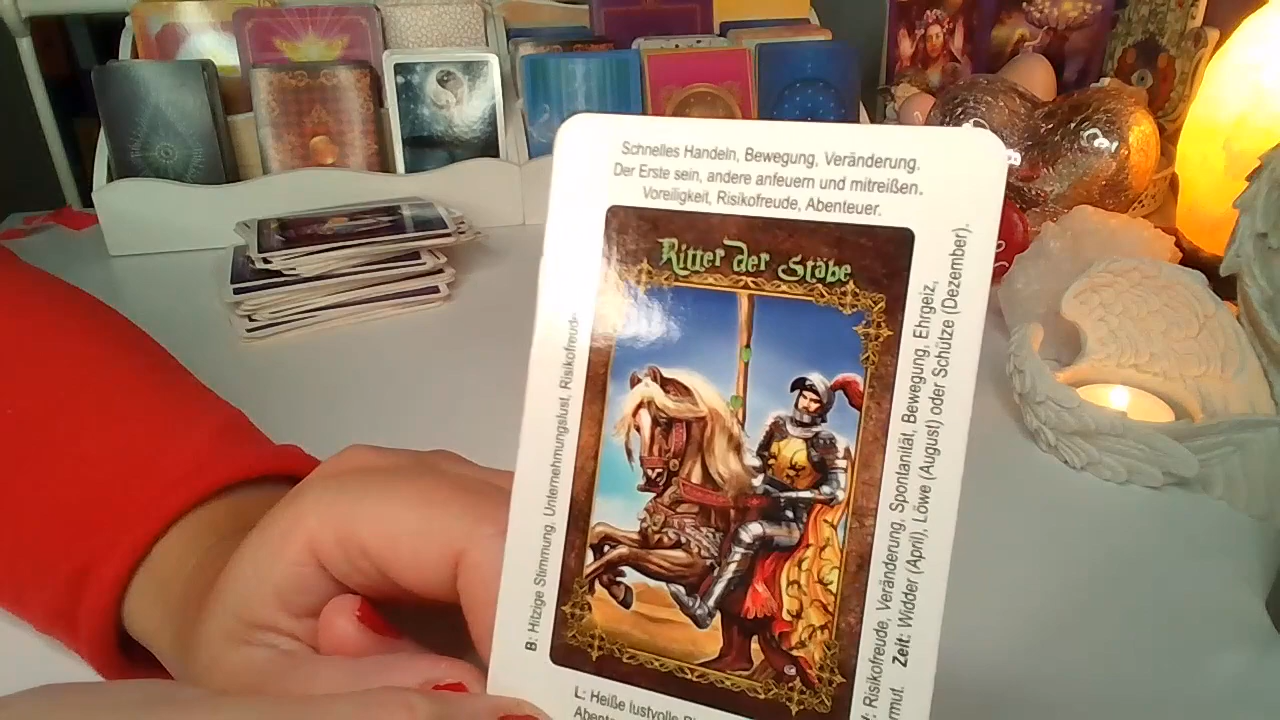 Schnelles Handeln, Bewegung, Veränderung.
Der Erste sein, andere anfeuern und mitreißen.
Voreiligkeit, Risikofreude, Abenteuer.
Ritter der Stäbe
B: Hitzige Stimmung, Unternehmungslust, Risikofreude
Risikofreude, Veränderung, Spontanität, Bewegung, Ehrgeiz,
Zeit: Widder (April), Löwe (August) oder Schütze (Dezember).
L: Heiße lustvolle